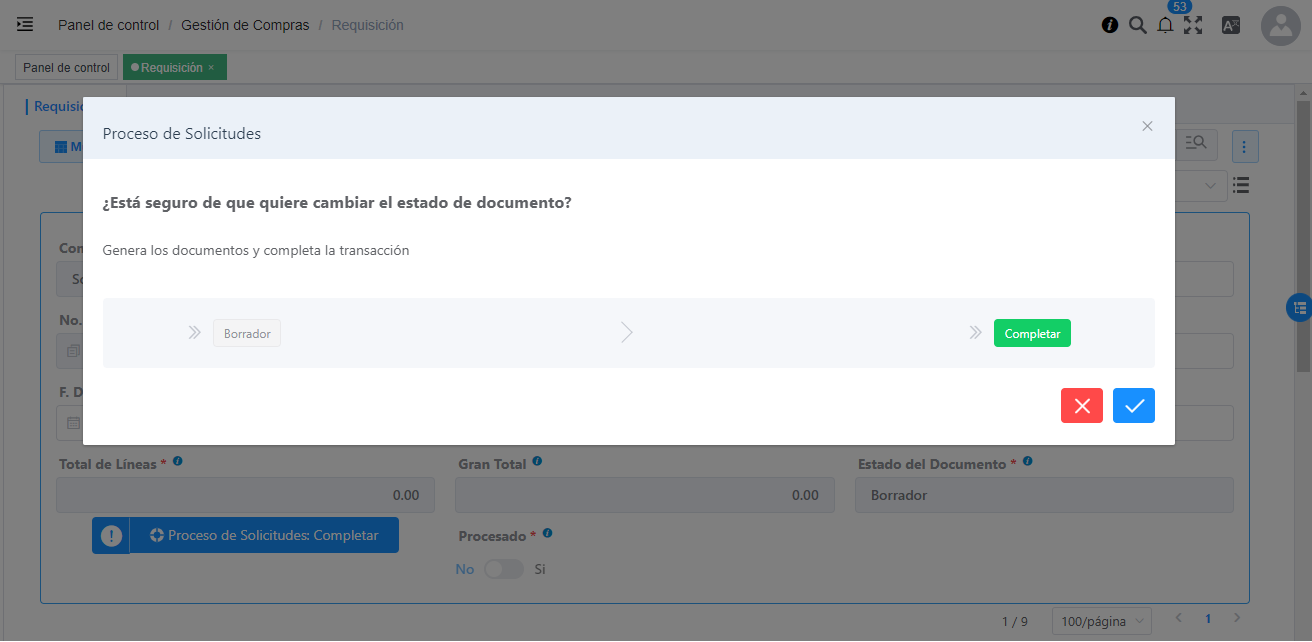 Panel de control / Gestión de Compras / Requisición
53
Panel de control
Requisición ×
Proceso de Solicitudes
¿Está seguro de que quiere cambiar el estado de documento?
Genera los documentos y completa la transacción
Borrador
Completar
No.
F. D
Total de Líneas *
Gran Total
Estado del Documento *
0.00
0.00
Borrador
Proceso de Solicitudes: Completar
Procesado *
No
Si
1 / 9
100/página
1